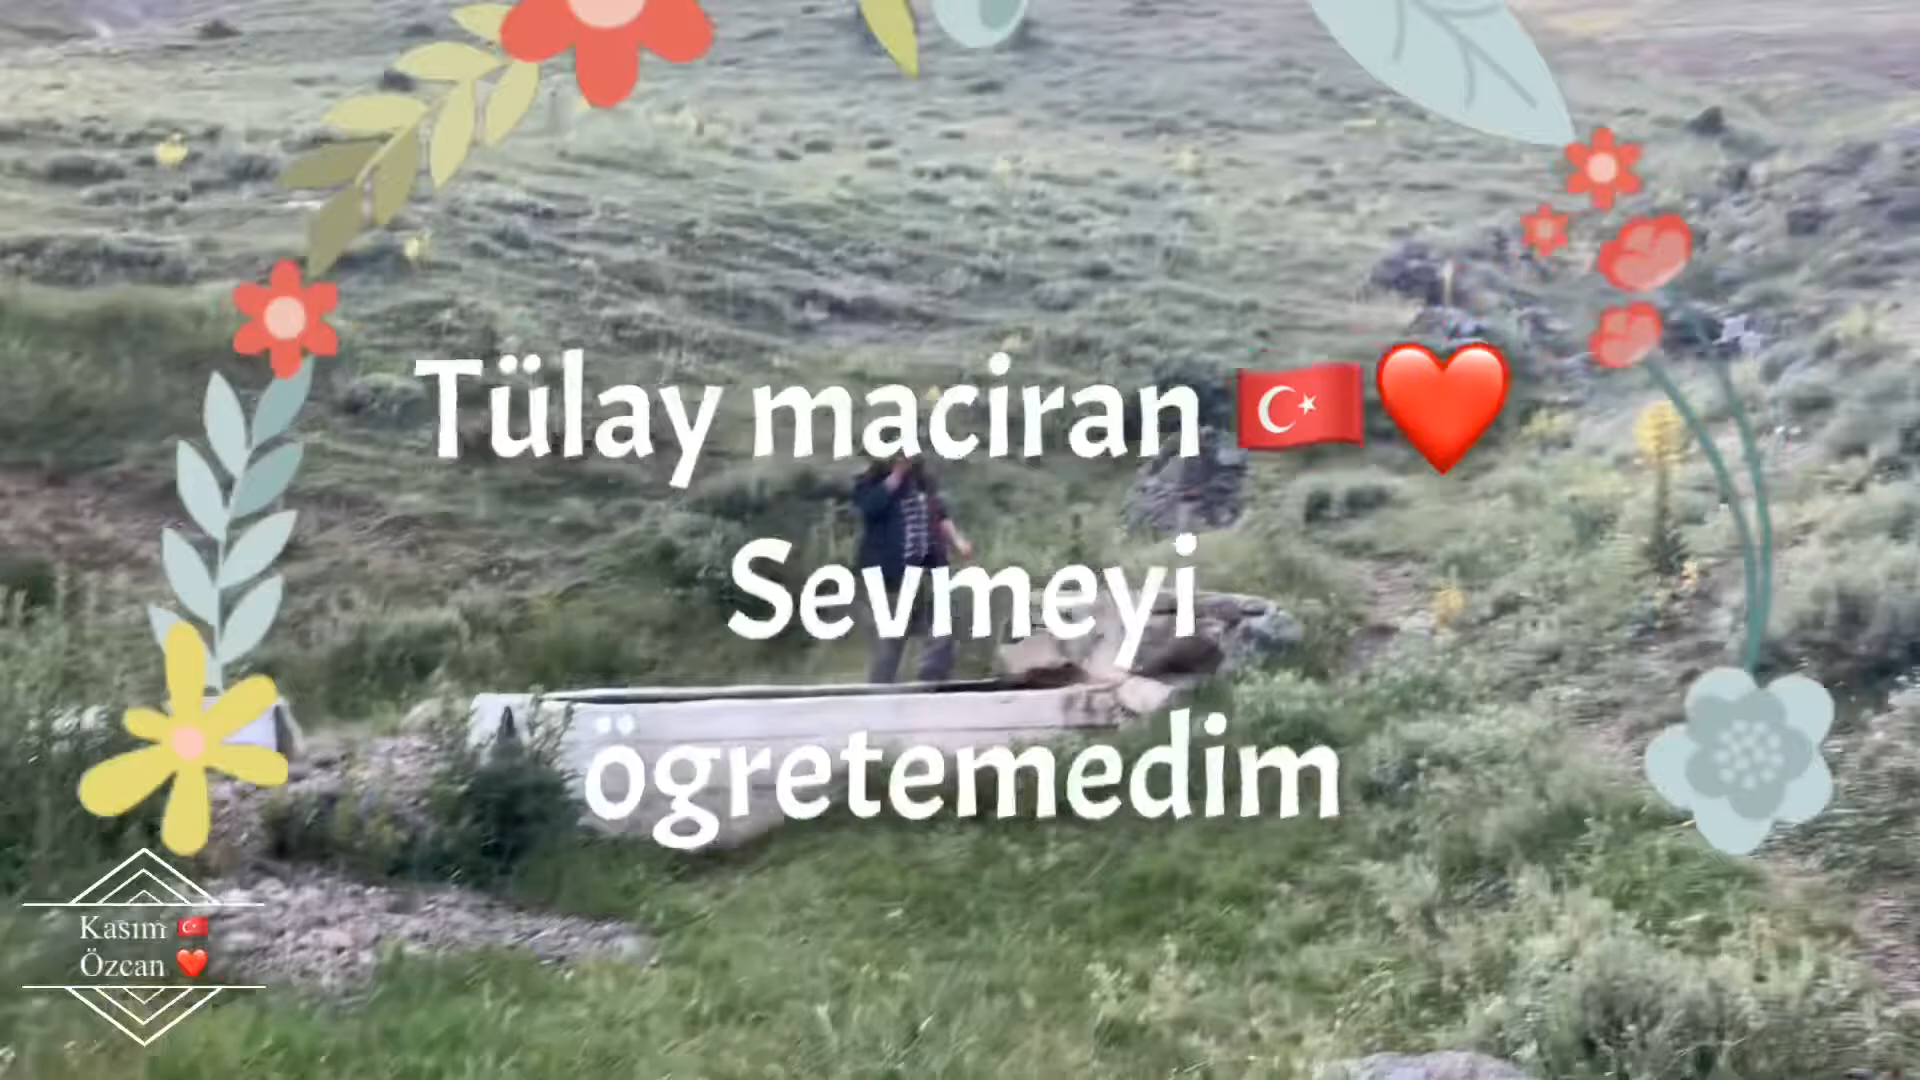 Tülay maciran 🇹🇷❤️
Sevmeyi
ögretemedim
Kasım 🇹🇷
Özcan ❤️